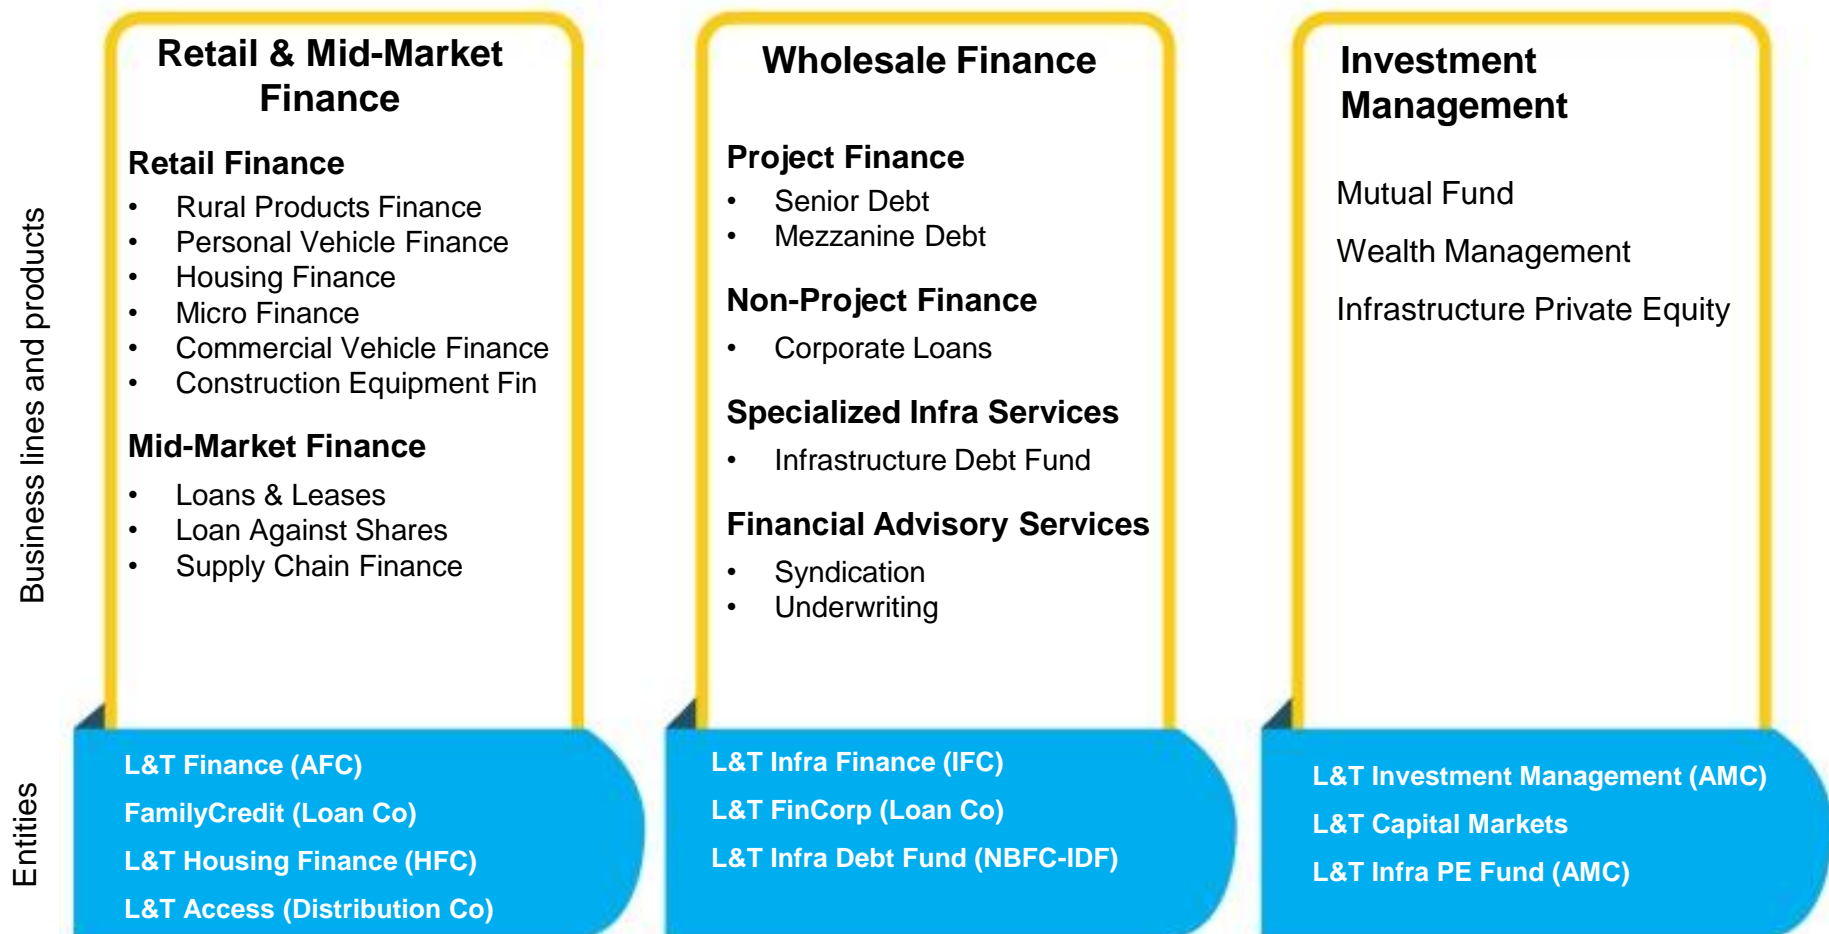 Business lines and products
Retail & Mid-Market
Finance
Retail Finance
• Rural Products Finance
• Personal Vehicle Finance
• Housing Finance
• Micro Finance
• Commercial Vehicle Finance
• Construction Equipment Fin
Mid-Market Finance
• Loans & Leases
• Loan Against Shares
• Supply Chain Finance
Wholesale Finance
Project Finance
• Senior Debt
• Mezzanine Debt
Non-Project Finance
• Corporate Loans
Specialized Infra Services
• Infrastructure Debt Fund
Financial Advisory Services
• Syndication
• Underwriting
Investment
Management
Mutual Fund
Wealth Management
Infrastructure Private Equity
Entities
L&T Finance (AFC)
FamilyCredit (Loan Co)
L&T Housing Finance (HFC)
L&T Access (Distribution Co)
L&T Infra Finance (IFC)
L&T FinCorp (Loan Co)
L&T Infra Debt Fund (NBFC-IDF)
L&T Investment Management (AMC)
L&T Capital Markets
L&T Infra PE Fund (AMC)